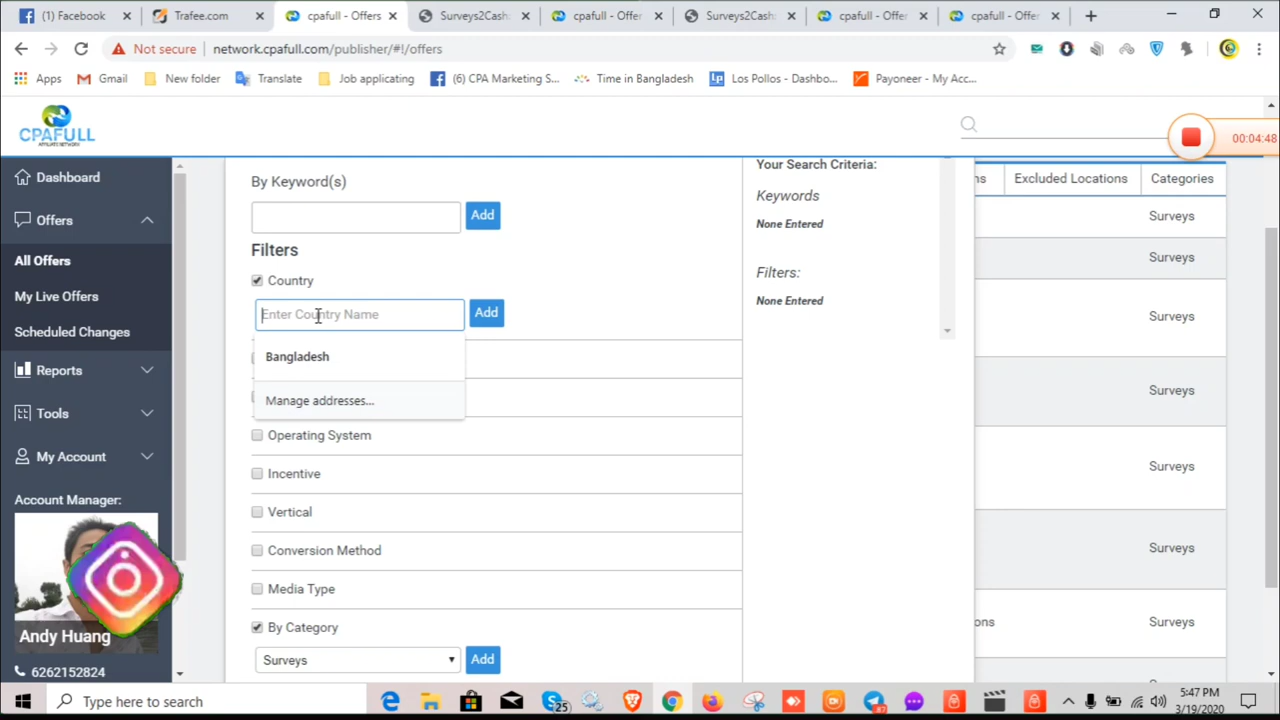 Facebook
Trafee.com
cpafull - Offers
Surveys2Cash
cpafull - Offer
Surveys2Cash
cpafull - Offer
cpafull - Offer
Not secure
network.cpafull.com/publisher/#!/offers
Apps
Gmail
New folder
Translate
Job applicating
(6) CPA Marketing S...
Time in Bangladesh
Los Pollos - Dashbo...
Payoneer - My Acc...
CPAFULL
AFFILIATE NETWORK
00:04:48
Dashboard
Offers
All Offers
My Live Offers
Scheduled Changes
Reports
Tools
My Account
Account Manager:
Andy Huang
6262152824
By Keyword(s)
Add
Filters
Country
Enter Country Name
Add
Bangladesh
Manage addresses...
Operating System
Incentive
Vertical
Conversion Method
Media Type
By Category
Surveys
Add
Your Search Criteria:
Keywords
None Entered
Filters:
None Entered
ns
Excluded Locations
Categories
Surveys
Surveys
Surveys
Surveys
Surveys
Surveys
ons
Surveys
Type here to search
25
87
5:47 PM
3/19/2020